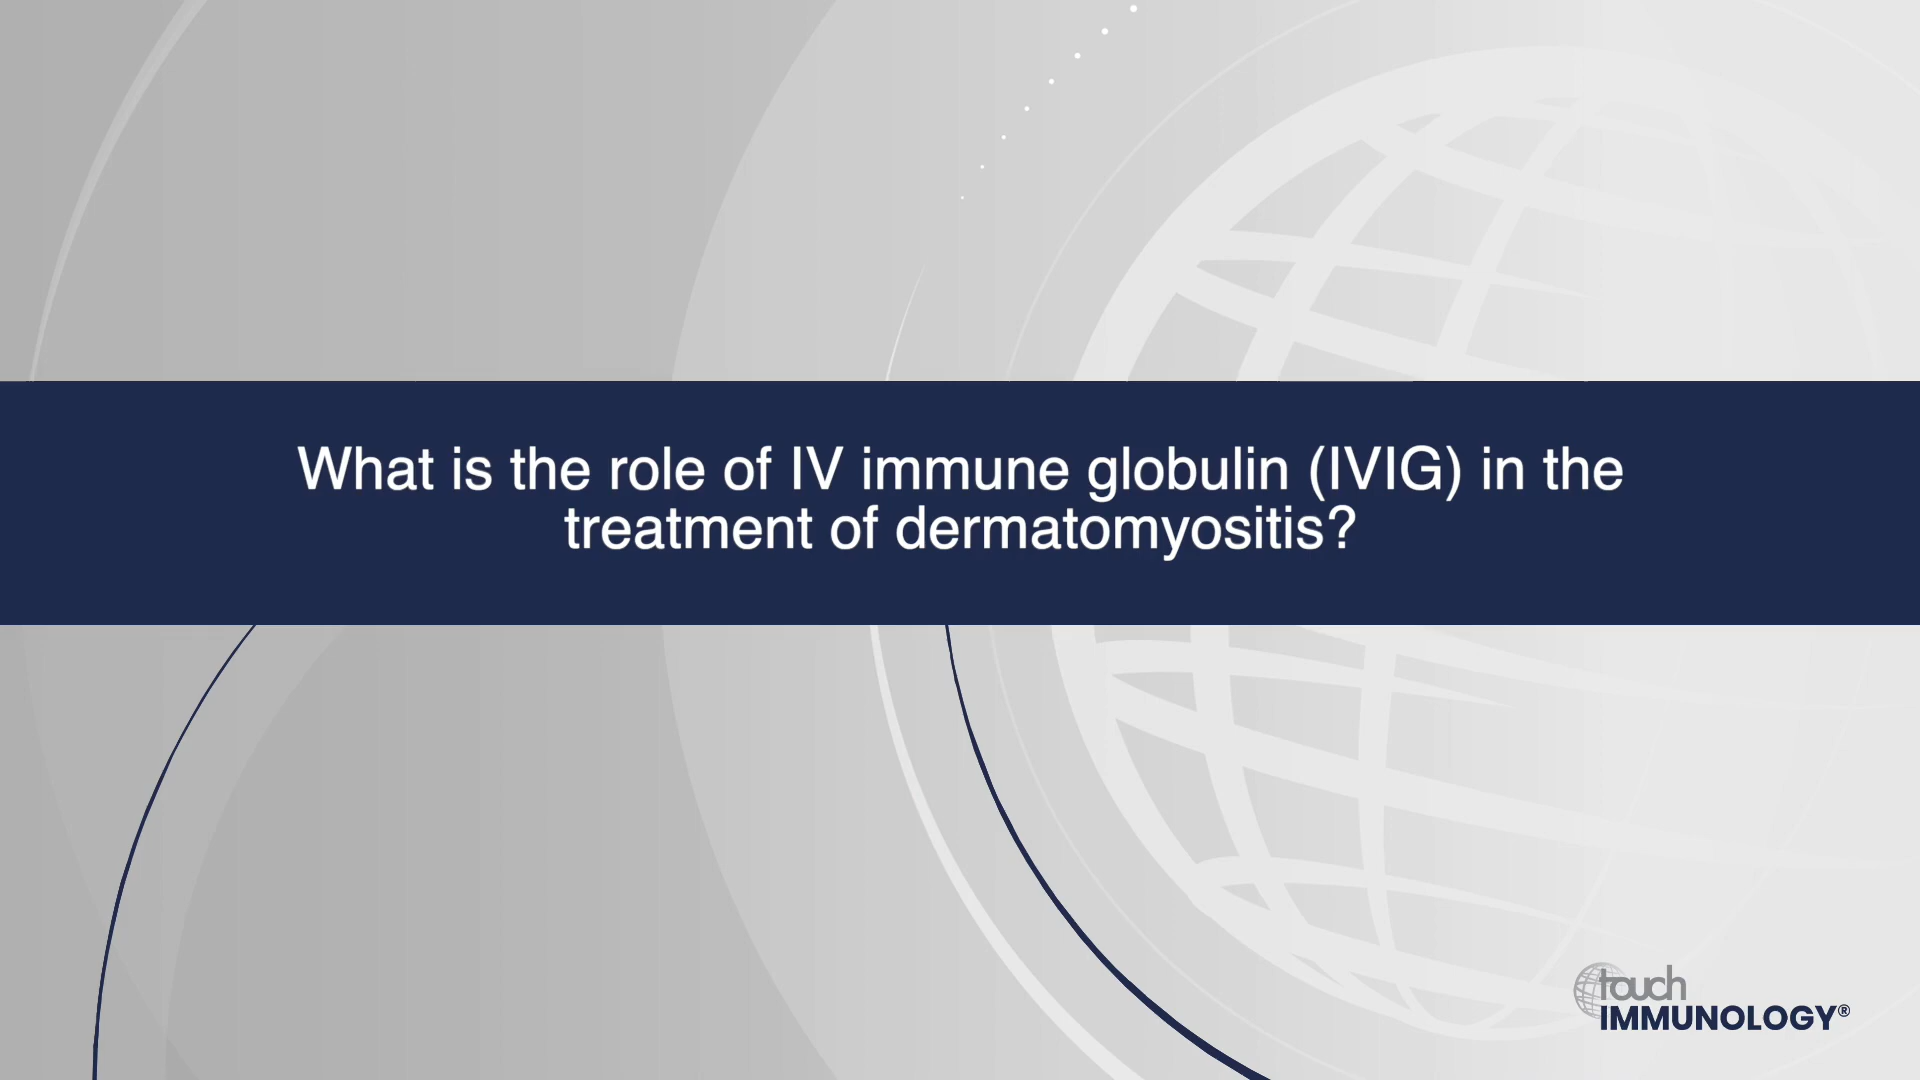 What is the role of IV immune globulin (IVIG) in the
treatment of dermatomyositis?
touch
IMMUNOLOGY®